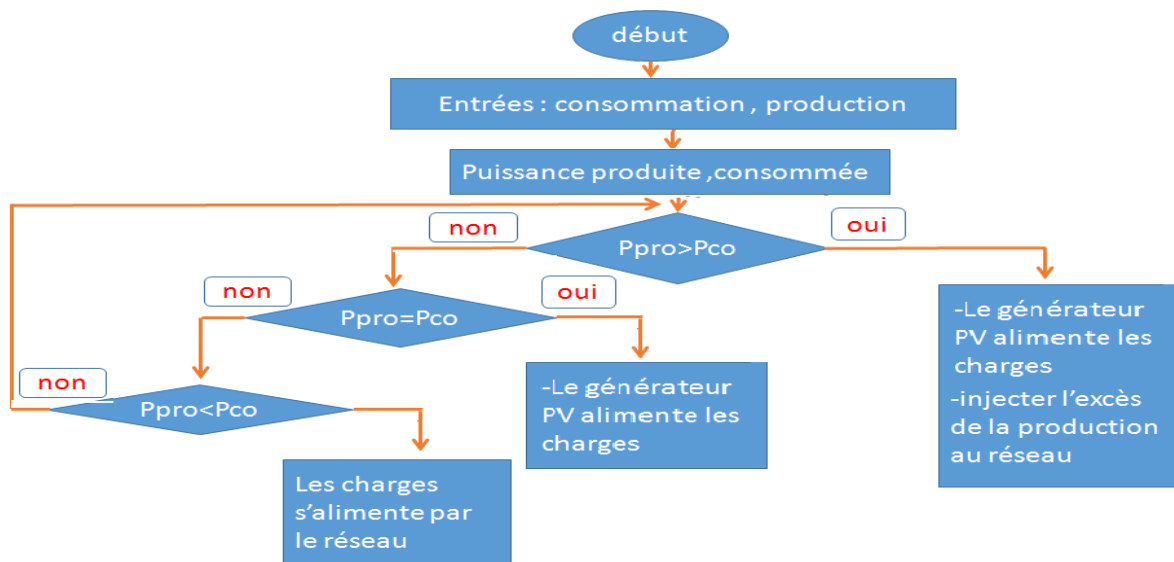 début
Entrées : consommation , production
Puissance produite ,consommée
non
Ppro>Pco
oui
non
Ppro=Pco
oui
-Le générateur
PV alimente les
charges
-injecter l'excès
de la production
au réseau
non
Ppro<Pco
-Le générateur
PV alimente les
charges
Les charges
s'alimente par
le réseau